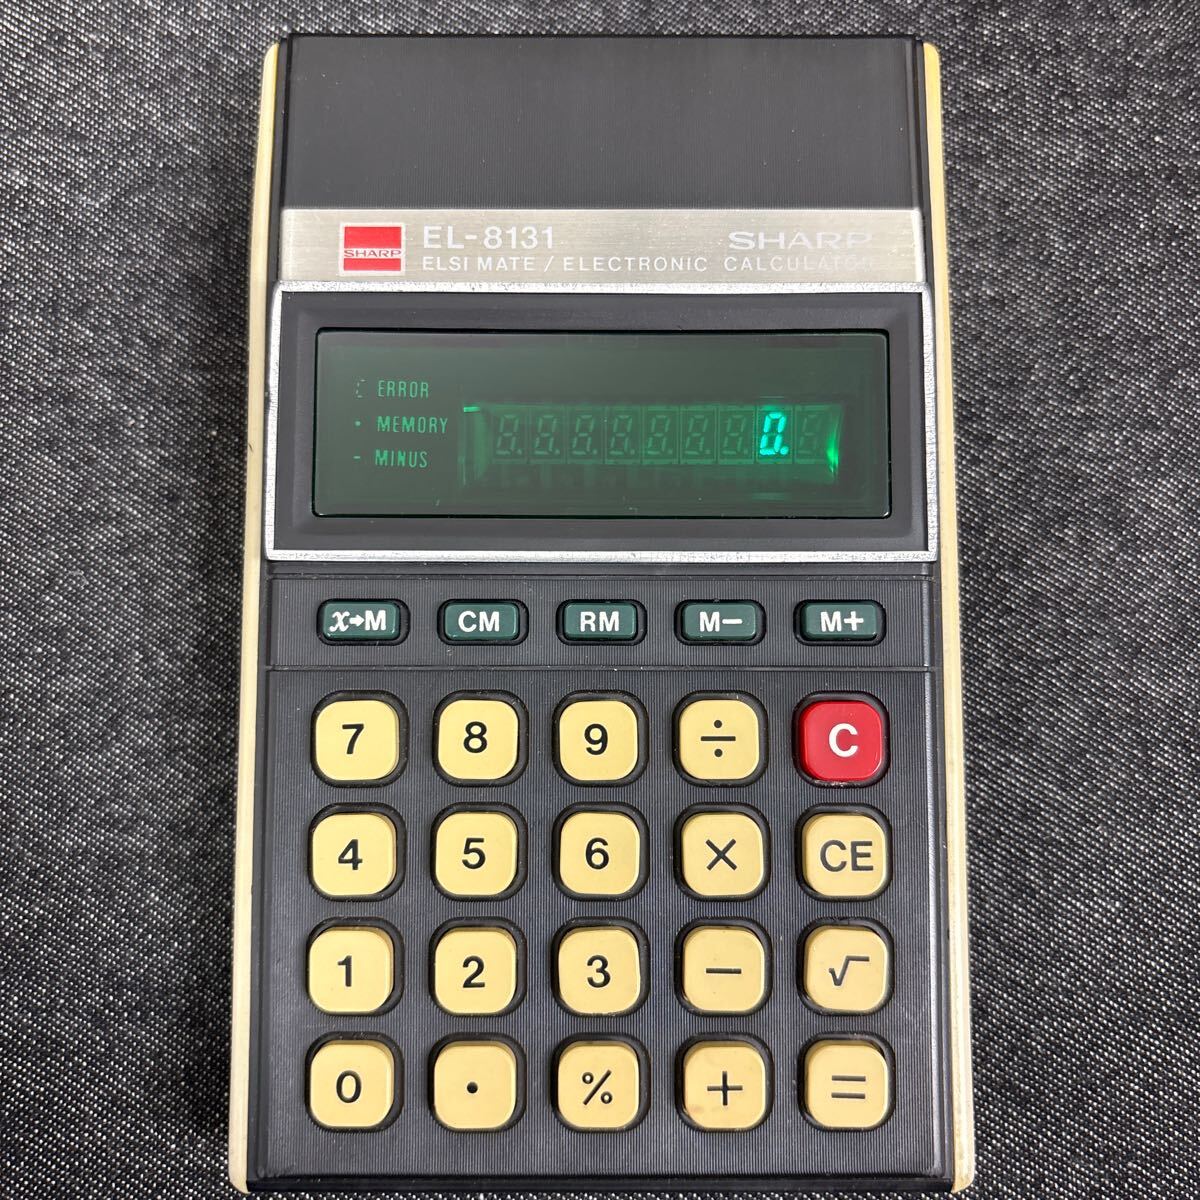 SHARP EL-8131 SHARP
ELSI MATE / ELECTRONIC CALCULATOR
ERROR
• MEMORY
- MINUS
0.
x→M CM RM M− M+
7 8 9 ÷ C
4 5 6 × CE
1 2 3 − √
0 . % + =